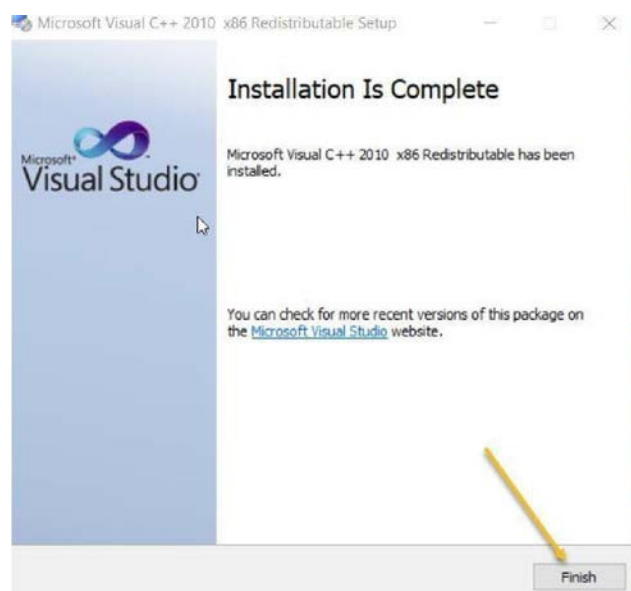 Microsoft Visual C++ 2010 x86 Redistributable Setup
Installation Is Complete
Microsoft Visual C++ 2010 x86 Redistributable has been
installed.
Microsoft®
Visual Studio®
You can check for more recent versions of this package on
the Microsoft Visual Studio website.
Finish